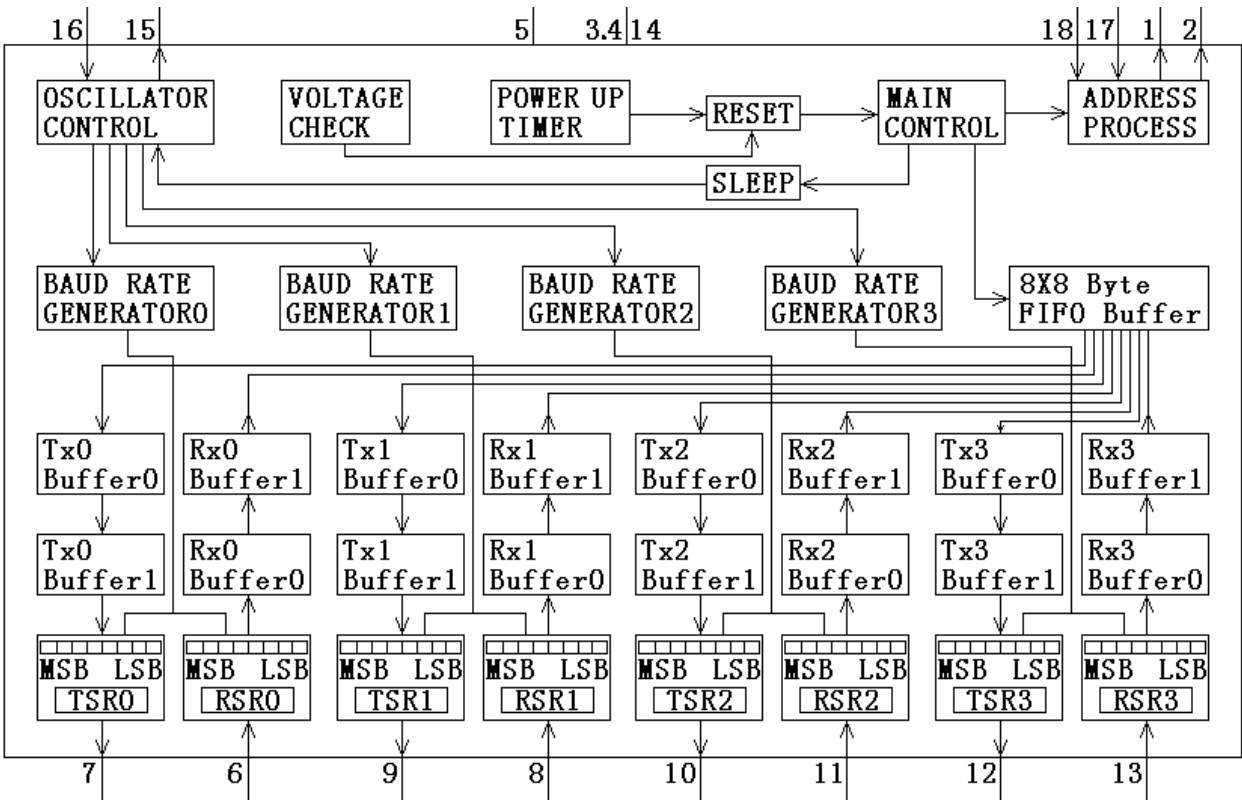 16 15 5 3.4 14 18 17 1 2
OSCILLATOR
CONTROL
VOLTAGE
CHECK
POWER UP
TIMER
RESET
MAIN
CONTROL
ADDRESS
PROCESS
SLEEP
BAUD RATE
GENERATOR0
BAUD RATE
GENERATOR1
BAUD RATE
GENERATOR2
BAUD RATE
GENERATOR3
8X8 Byte
FIFO Buffer
Tx0
Buffer0
Rx0
Buffer1
Tx1
Buffer0
Rx1
Buffer1
Tx2
Buffer0
Rx2
Buffer1
Tx3
Buffer0
Rx3
Buffer1
Tx0
Buffer1
Rx0
Buffer0
Tx1
Buffer1
Rx1
Buffer0
Tx2
Buffer1
Rx2
Buffer0
Tx3
Buffer1
Rx3
Buffer0
MSB LSB
TSR0
MSB LSB
RSR0
MSB LSB
TSR1
MSB LSB
RSR1
MSB LSB
TSR2
MSB LSB
RSR2
MSB LSB
TSR3
MSB LSB
RSR3
7 6 9 8 10 11 12 13